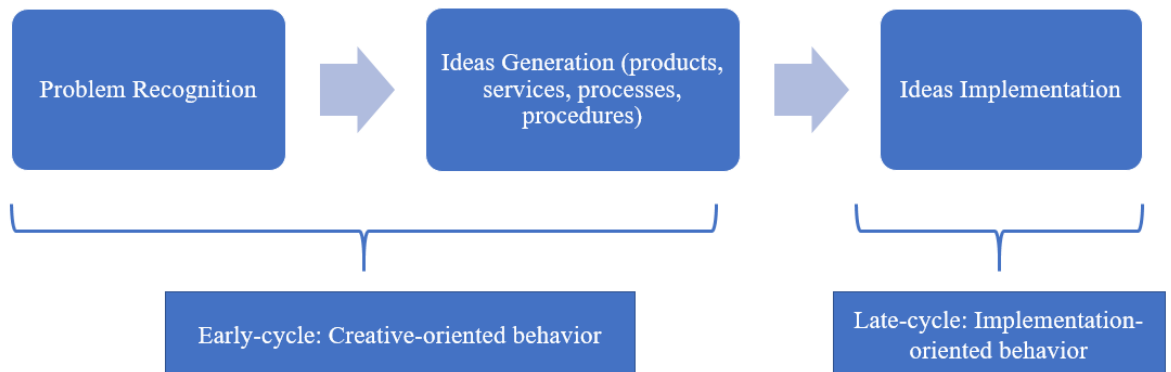 Problem Recognition
Ideas Generation (products,
services, processes,
procedures)
Ideas Implementation
Early-cycle: Creative-oriented behavior
Late-cycle: Implementation-
oriented behavior